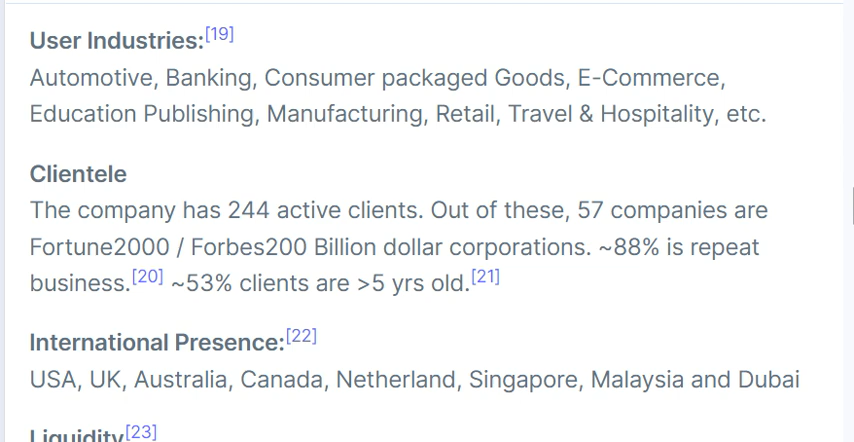 User Industries:[19]
Automotive, Banking, Consumer packaged Goods, E-Commerce,
Education Publishing, Manufacturing, Retail, Travel & Hospitality, etc.
Clientele
The company has 244 active clients. Out of these, 57 companies are
Fortune2000 / Forbes200 Billion dollar corporations. ~88% is repeat
business.[20] ~53% clients are >5 yrs old.[21]
International Presence:[22]
USA, UK, Australia, Canada, Netherland, Singapore, Malaysia and Dubai
Liquidity[23]